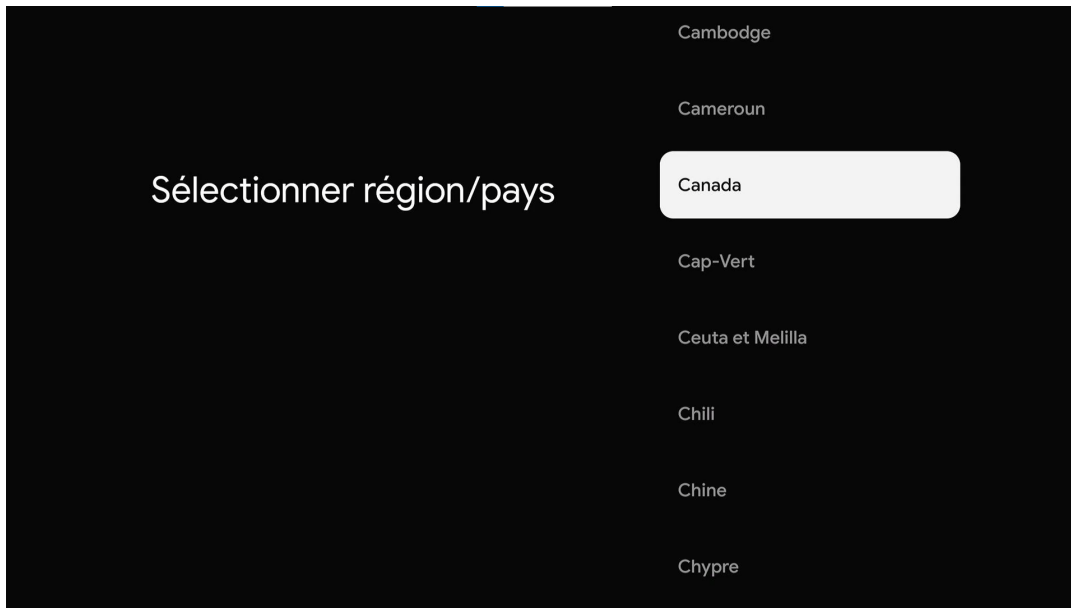 Sélectionner région/pays
Cambodge
Cameroun
Canada
Cap-Vert
Ceuta et Melilla
Chili
Chine
Chypre